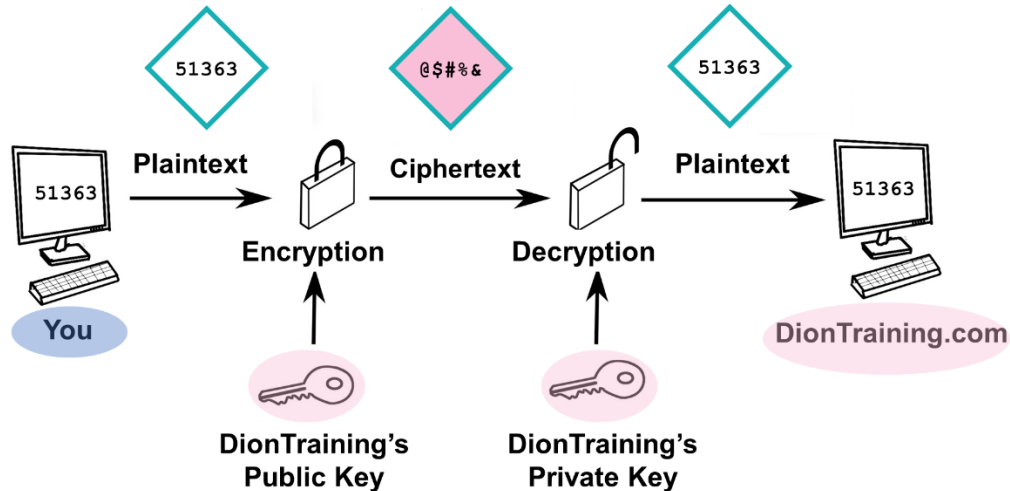 51363
@$#%&
51363
Plaintext
Ciphertext
Plaintext
51363
51363
Encryption
Decryption
You
DionTraining.com
DionTraining's
Public Key
DionTraining's
Private Key